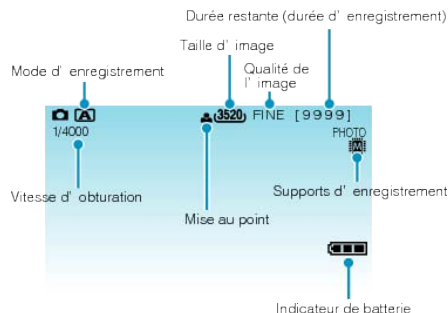 Durée restante (durée d' enregistrement)
Taille d' image
Mode d' enregistrement
Qualité de
l' image
A
3520
FINE
[9999]
1/4000
PHOTO
M
Vitesse d' obturation
Supports d' enregistrement
Mise au point
Indicateur de batterie